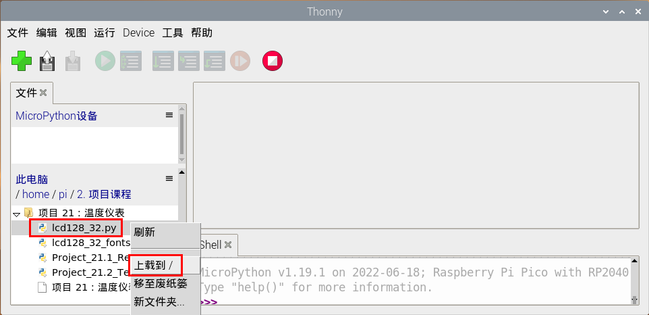 Thonny
文件 编辑 视图 运行 Device 工具 帮助
文件
MicroPython设备
此电脑
/ home / pi / 2. 项目课程
项目 21：温度仪表
lcd128_32.py
lcd128_32_fonts
Project_21.1_Re
Project_21.2_Te
项目 21：温度仪
刷新
上载到 /
移至废纸篓
新文件夹...
Shell
MicroPython v1.19.1 on 2022-06-18; Raspberry Pi Pico with RP2040
Type "help()" for more information.
>>>